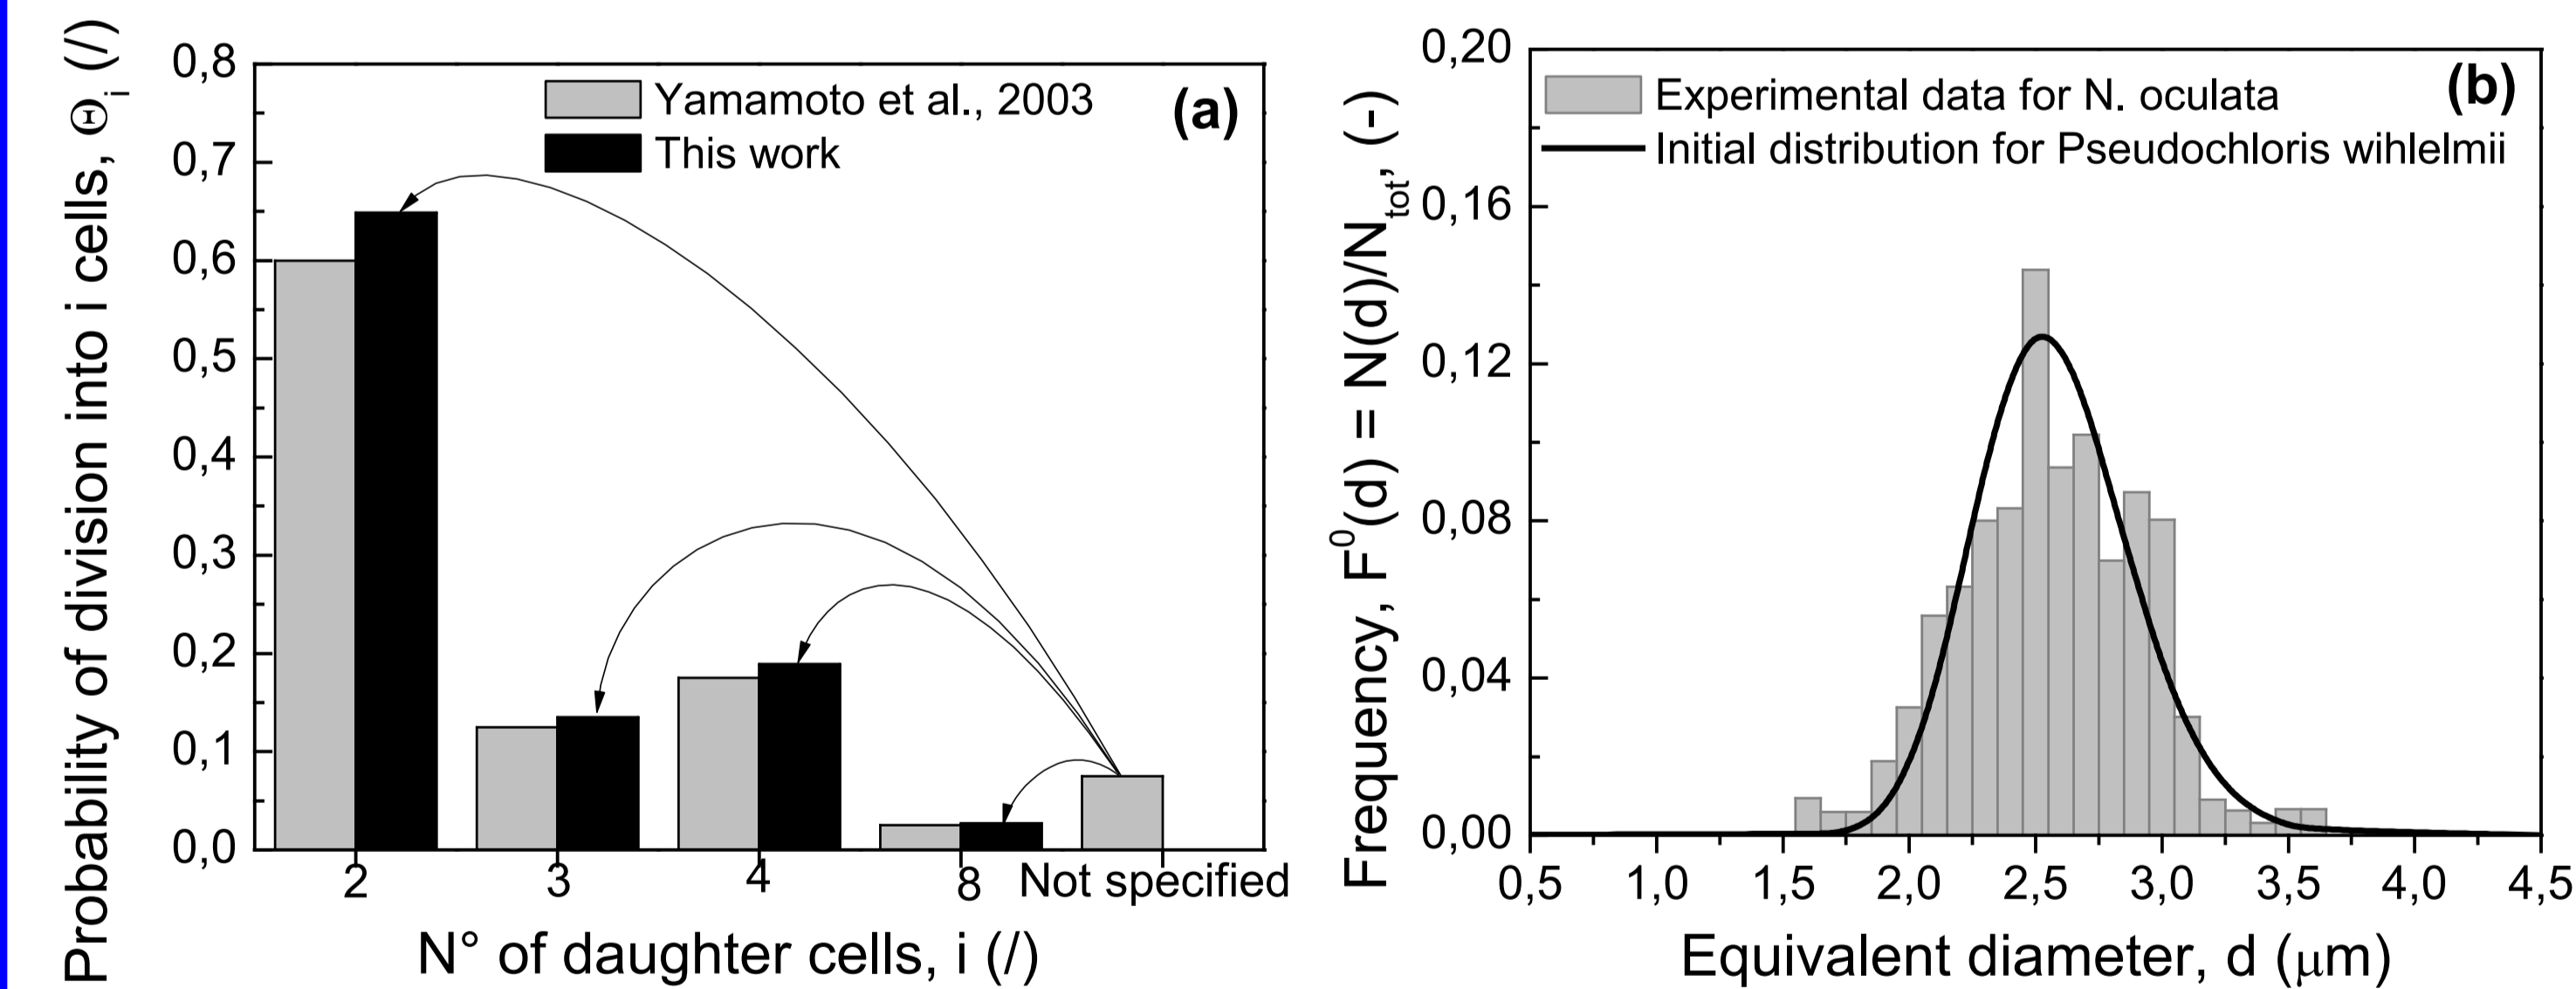 Probability of division into i cells, Θi (/)
0,8
0,7
0,6
0,5
0,4
0,3
0,2
0,1
0,0
Yamamoto et al., 2003
This work
(a)
2
3
4
8
Not specified
N° of daughter cells, i (/)
Frequency, F0(d) = N(d)/Ntot, (-)
0,20
0,16
0,12
0,08
0,04
0,00
Experimental data for N. oculata
Initial distribution for Pseudochloris wihlelmii
(b)
0,5
1,0
1,5
2,0
2,5
3,0
3,5
4,0
4,5
Equivalent diameter, d (μm)